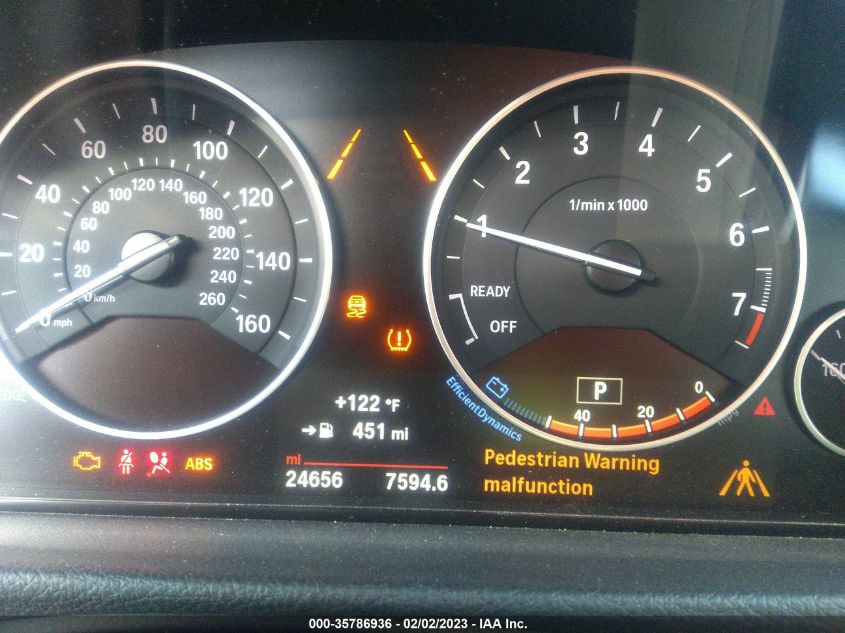 20
40
60
80
100
120
140
160
0 mph
0 km/h
20
40
60
80
100
120
140
160
180
200
220
240
260
1
2
3
4
5
6
7
1/min x 1000
READY
OFF
P
40
20
0
mpg
EfficientDynamics
+122 °F
451 mi
mi
24656
7594.6
ABS
Pedestrian Warning
malfunction
160
000-35786936 - 02/02/2023 - IAA Inc.